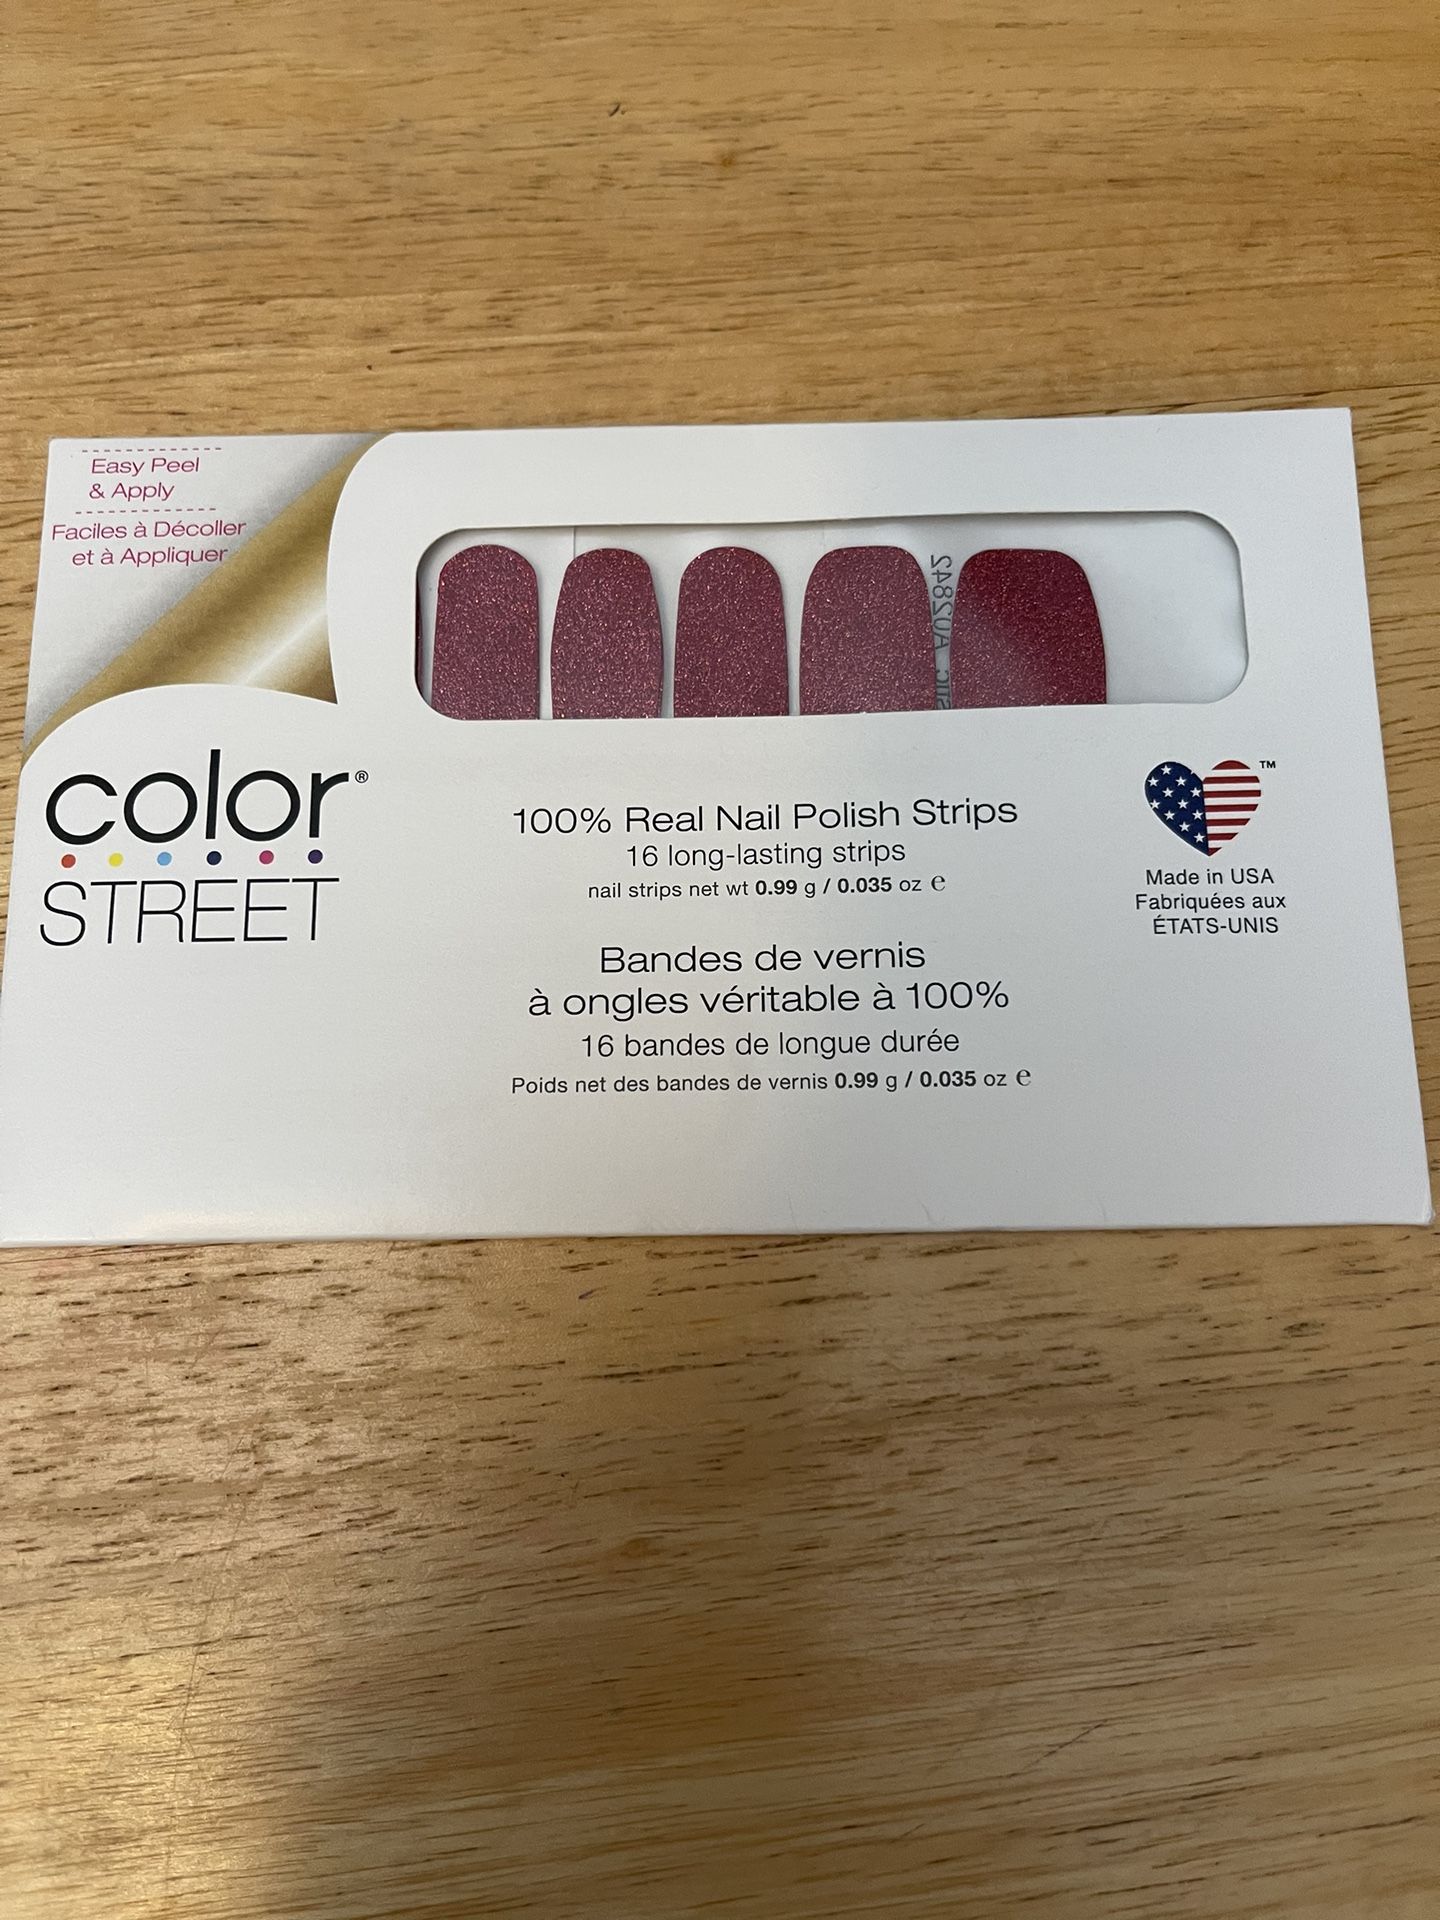 Easy Peel
& Apply
Faciles à Décoller
et à Appliquer
color®
STREET
100% Real Nail Polish Strips
16 long-lasting strips
nail strips net wt 0.99 g / 0.035 oz ℮
Bandes de vernis
à ongles véritable à 100%
16 bandes de longue durée
Poids net des bandes de vernis 0.99 g / 0.035 oz ℮
TM
Made in USA
Fabriquées aux
ÉTATS-UNIS